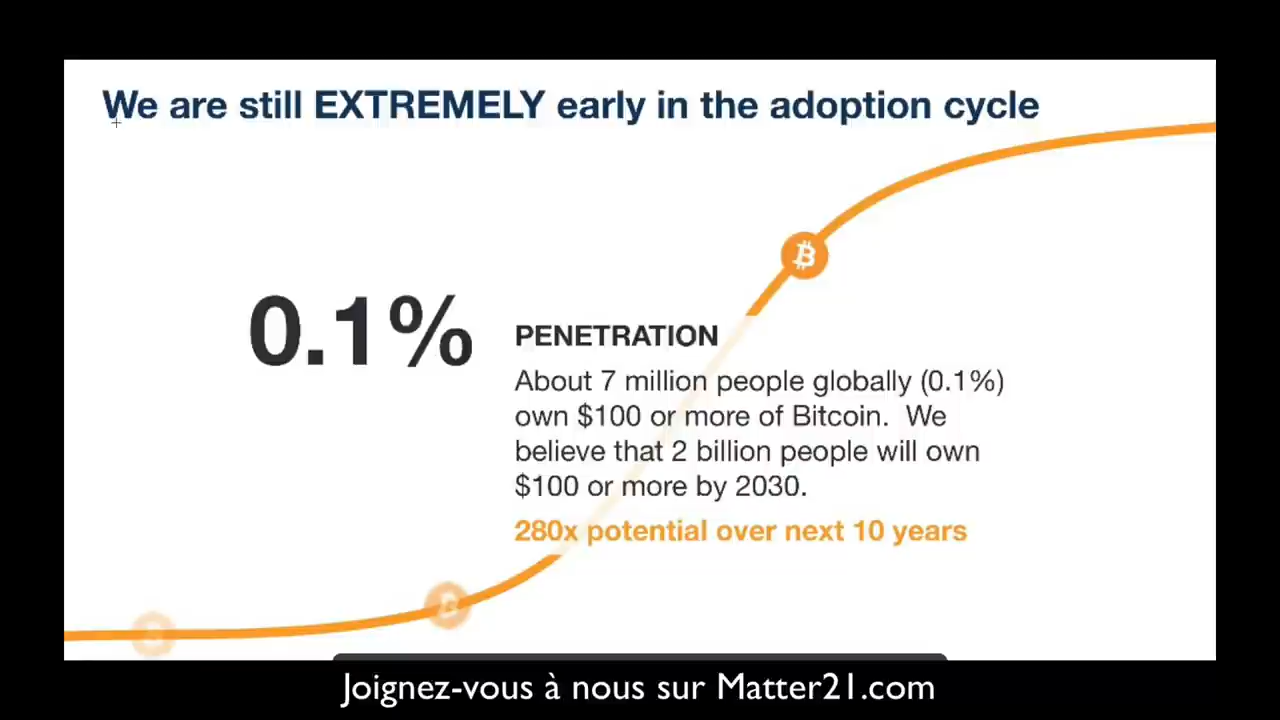 We are still EXTREMELY early in the adoption cycle
0.1%
PENETRATION
About 7 million people globally (0.1%)
own $100 or more of Bitcoin. We
believe that 2 billion people will own
$100 or more by 2030.
280x potential over next 10 years
Joignez-vous à nous sur Matter21.com